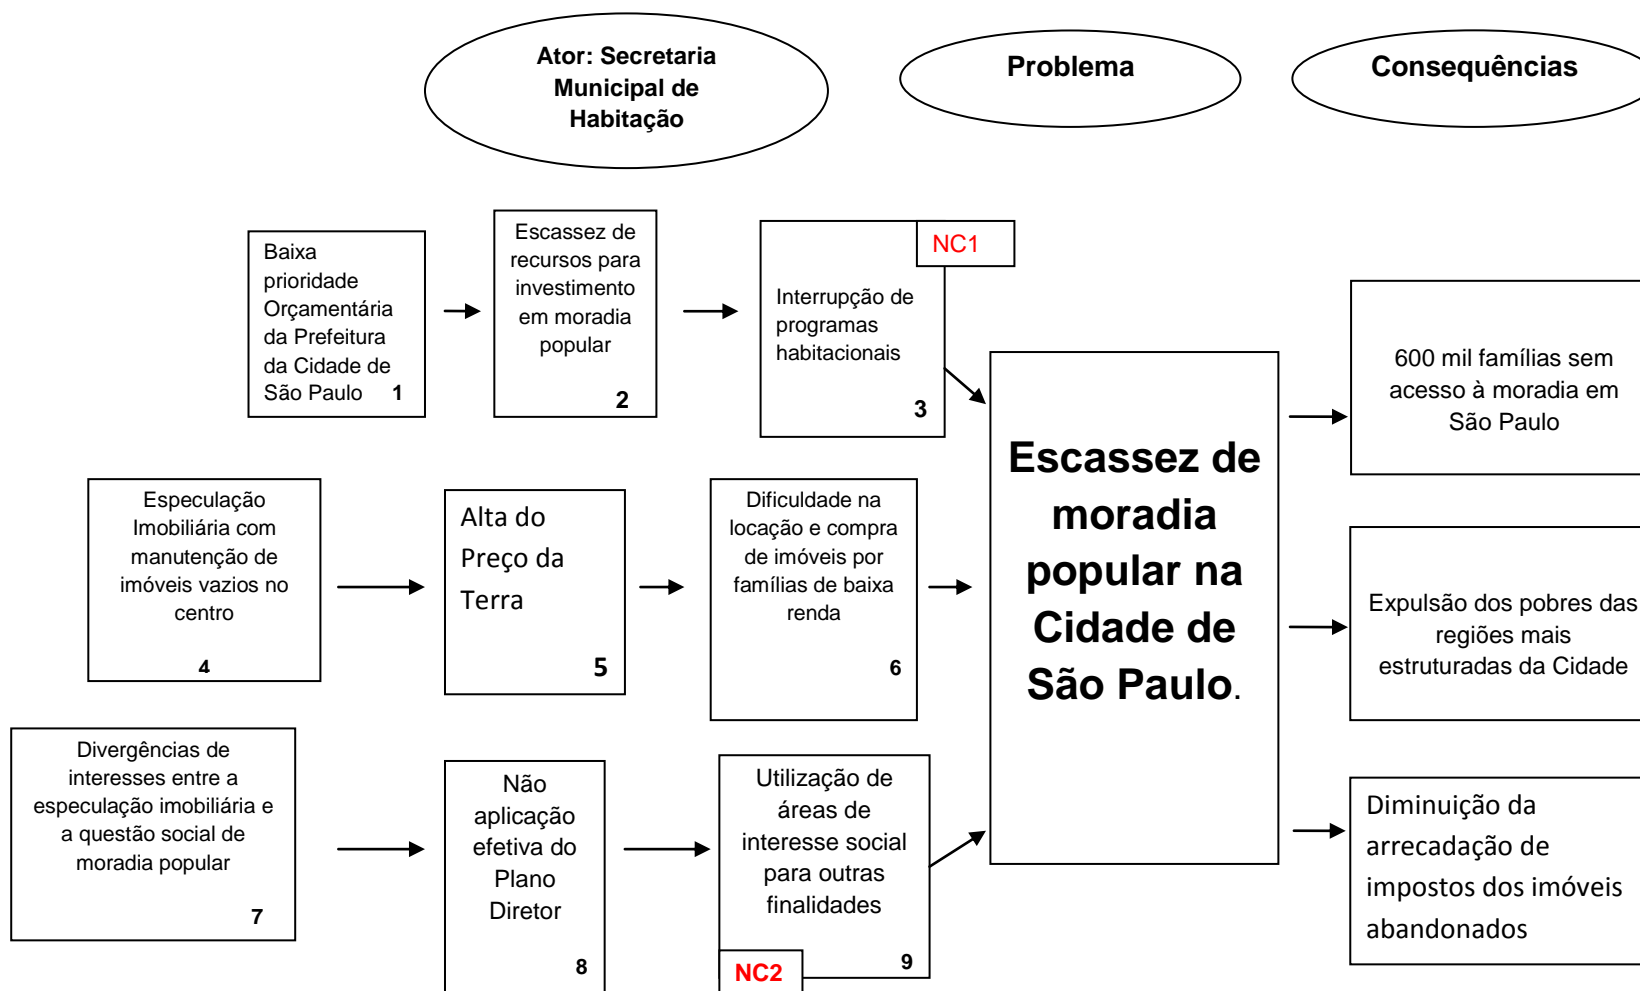 Ator: Secretaria
Municipal de
Habitação
Problema
Consequências
Baixa
prioridade
Orçamentária
da Prefeitura
da Cidade de
São Paulo 1
Escassez de
recursos para
investimento
em moradia
popular
2
NC1
Interrupção de
programas
habitacionais
3
Especulação
Imobiliária com
manutenção de
imóveis vazios no
centro
4
Alta do
Preço da
Terra
5
Dificuldade na
locação e compra
de imóveis por
famílias de baixa
renda
6
Divergências de
interesses entre a
especulação imobiliária e
a questão social de
moradia popular
7
Não
aplicação
efetiva do
Plano
Diretor
8
Utilização de
áreas de
interesse social
para outras
finalidades
9
NC2
Escassez de
moradia
popular na
Cidade de
São Paulo.
600 mil famílias sem
acesso à moradia em
São Paulo
Expulsão dos pobres das
regiões mais
estruturadas da Cidade
Diminuição da
arrecadação de
impostos dos imóveis
abandonados